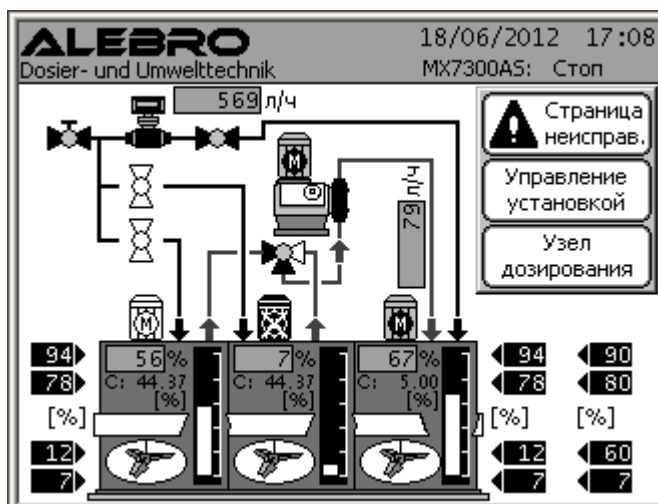 ALEBRO
Dosier- und Umwelttechnik
18/06/2012 17:08
MX7300AS: Стоп
569 л/ч
Страница
неисправ.
Управление
установкой
Узел
дозирования
M
79 л/ч
M
M
56%
7%
67%
C: 44.37
[%]
C: 44.37
[%]
C: 5.00
[%]
94
78
[%]
12
7
94
78
[%]
12
7
90
80
[%]
60
7